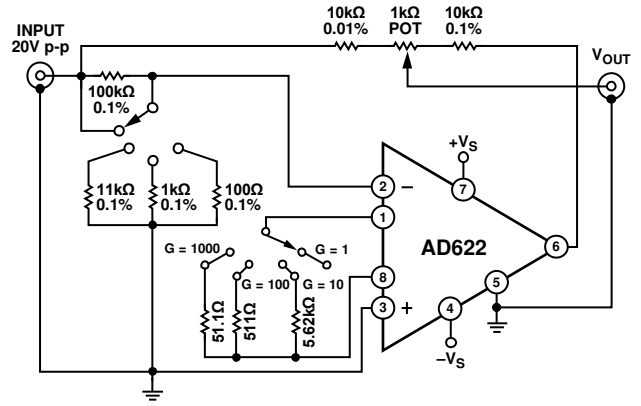 INPUT
20V p-p
10kΩ
0.01%
1kΩ
POT
10kΩ
0.1%
VOUT
100kΩ
0.1%
11kΩ
0.1%
1kΩ
0.1%
100Ω
0.1%
+VS
7
2
–
1
AD622
6
G = 1000
G = 1
G = 100
G = 10
8
5
3
+
4
51.1Ω
511Ω
5.62kΩ
–VS